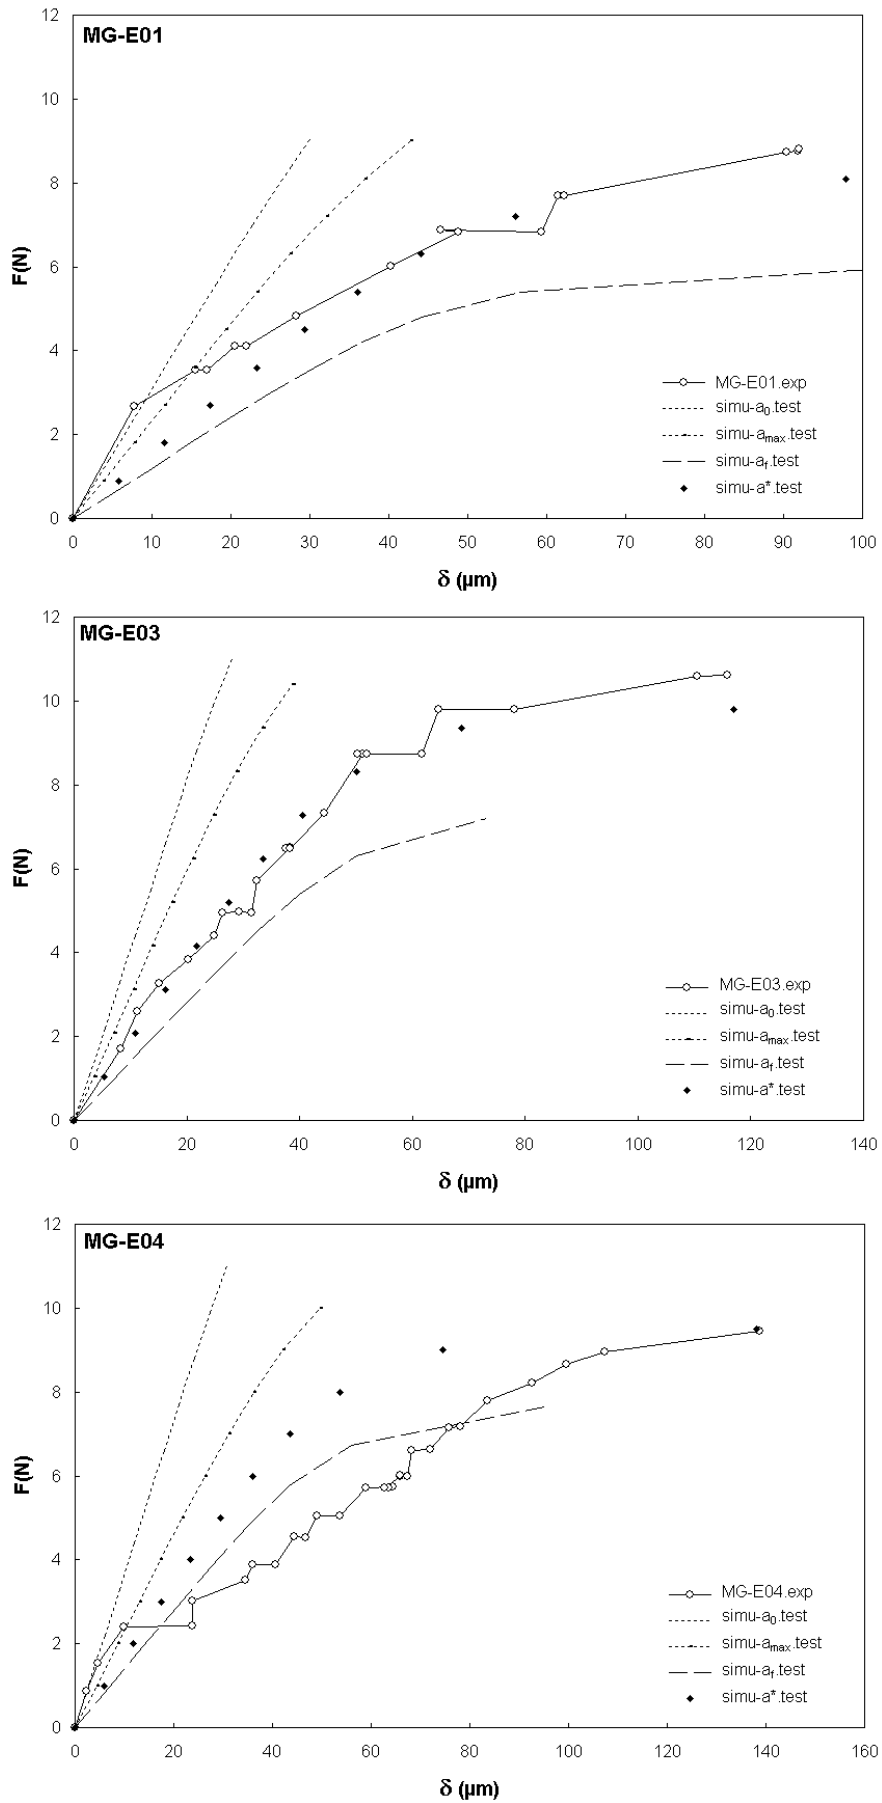 MG-E01
12
10
8
6
4
2
0
F(N)
0 10 20 30 40 50 60 70 80 90 100
δ (µm)
MG-E01.exp
simu-a0.test
simu-amax.test
simu-af.test
simu-a*.test
MG-E03
12
10
8
6
4
2
0
F(N)
0 20 40 60 80 100 120 140
δ (µm)
MG-E03.exp
simu-a0.test
simu-amax.test
simu-af.test
simu-a*.test
MG-E04
12
10
8
6
4
2
0
F(N)
0 20 40 60 80 100 120 140 160
δ (µm)
MG-E04.exp
simu-a0.test
simu-amax.test
simu-af.test
simu-a*.test